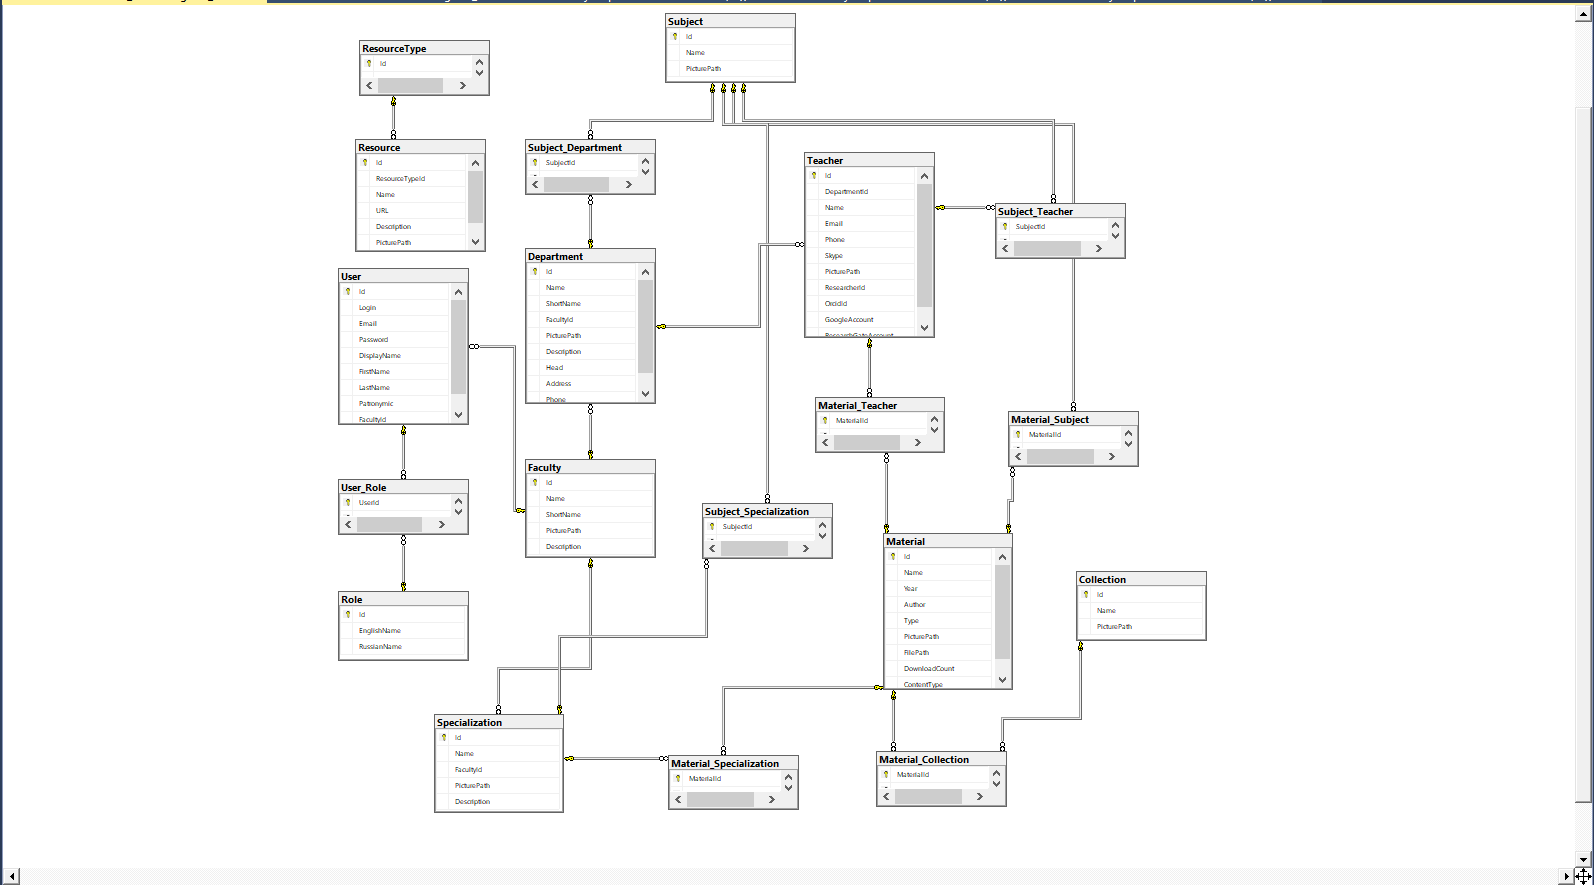 Subject
Id
Name
PicturePath
ResourceType
Id
Resource
Id
ResourceTypeId
Name
URL
Description
PicturePath
Subject_Department
SubjectId
Teacher
Id
DepartmentId
Name
Email
Phone
Skype
PicturePath
ResearcherId
OrcidId
GoogleAccount
ResearchGateAccount
Subject_Teacher
SubjectId
Department
Id
Name
ShortName
FacultyId
PicturePath
Description
Head
Address
Phone
User
Id
Login
Email
Password
DisplayName
FirstName
LastName
Patronymic
FacultyId
Material_Teacher
MaterialId
Material_Subject
MaterialId
Faculty
Id
Name
ShortName
PicturePath
Description
User_Role
UserId
Subject_Specialization
SubjectId
Material
Id
Name
Year
Author
Type
PicturePath
FilePath
DownloadCount
ContentType
Collection
Id
Name
PicturePath
Role
Id
EnglishName
RussianName
Specialization
Id
Name
FacultyId
PicturePath
Description
Material_Specialization
MaterialId
Material_Collection
MaterialId